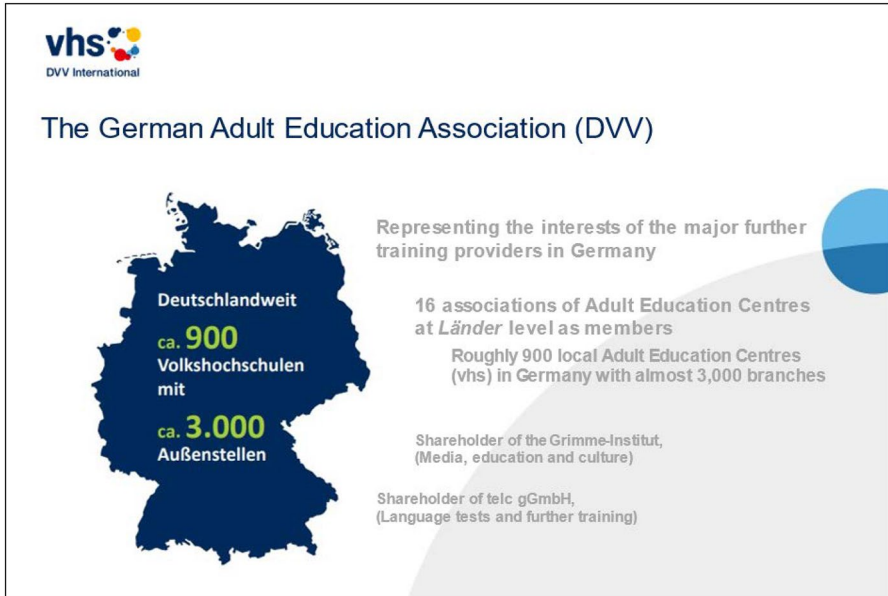 vhs
DVV International
The German Adult Education Association (DVV)
Deutschlandweit
ca. 900
Volkshochschulen
mit
ca. 3.000
Außenstellen
Representing the interests of the major further
training providers in Germany
16 associations of Adult Education Centres
at Länder level as members
Roughly 900 local Adult Education Centres
(vhs) in Germany with almost 3,000 branches
Shareholder of the Grimme-Institut,
(Media, education and culture)
Shareholder of telc gGmbH,
(Language tests and further training)